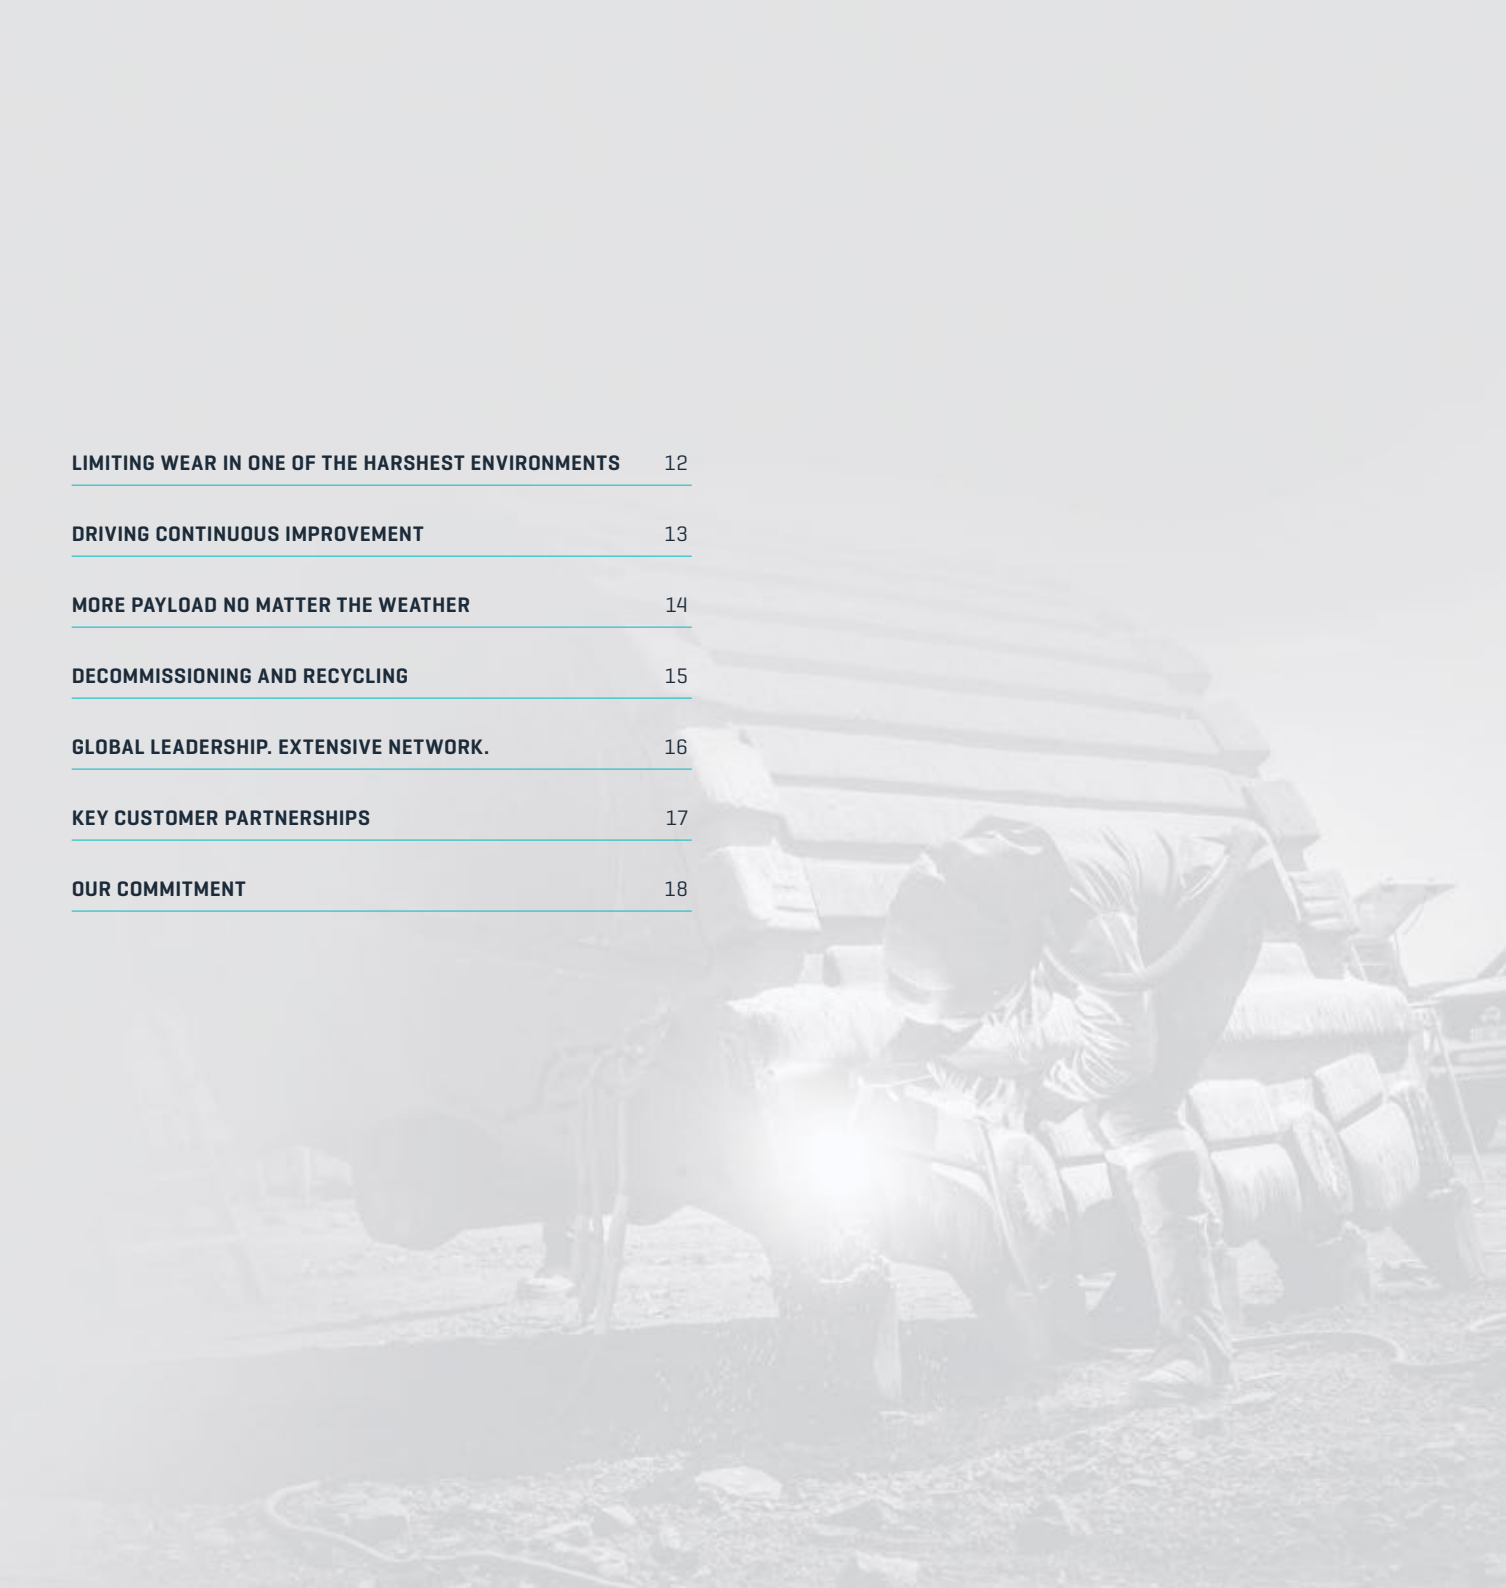 LIMITING WEAR IN ONE OF THE HARSHEST ENVIRONMENTS 12
DRIVING CONTINUOUS IMPROVEMENT 13
MORE PAYLOAD NO MATTER THE WEATHER 14
DECOMMISSIONING AND RECYCLING 15
GLOBAL LEADERSHIP. EXTENSIVE NETWORK. 16
KEY CUSTOMER PARTNERSHIPS 17
OUR COMMITMENT 18